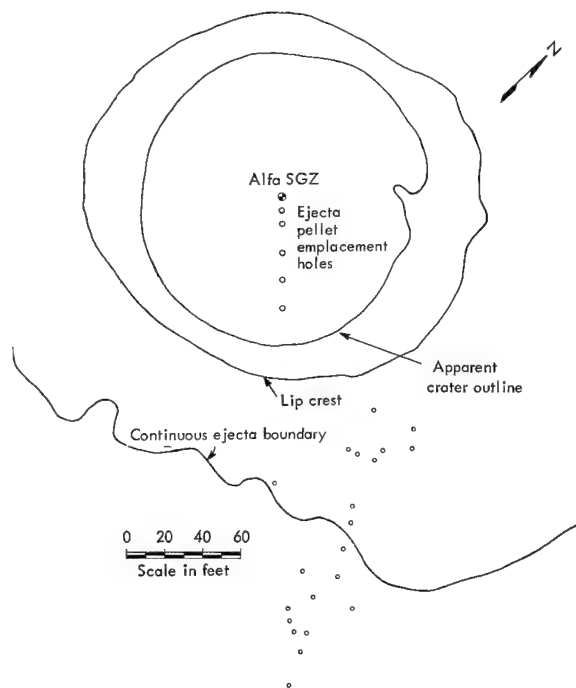 N
Alfa SGZ
Ejecta
pellet
emplacement
holes
Apparent
crater outline
Lip crest
Continuous ejecta boundary
0 20 40 60
Scale in feet